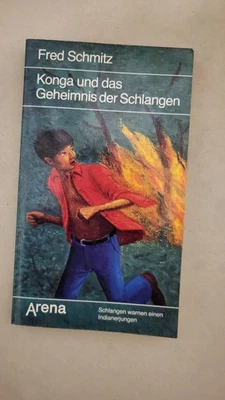 Fred Schmitz
Konga und das
Geheimnis der Schlangen
Arena
Schlangen warnen einen
Indianerjungen